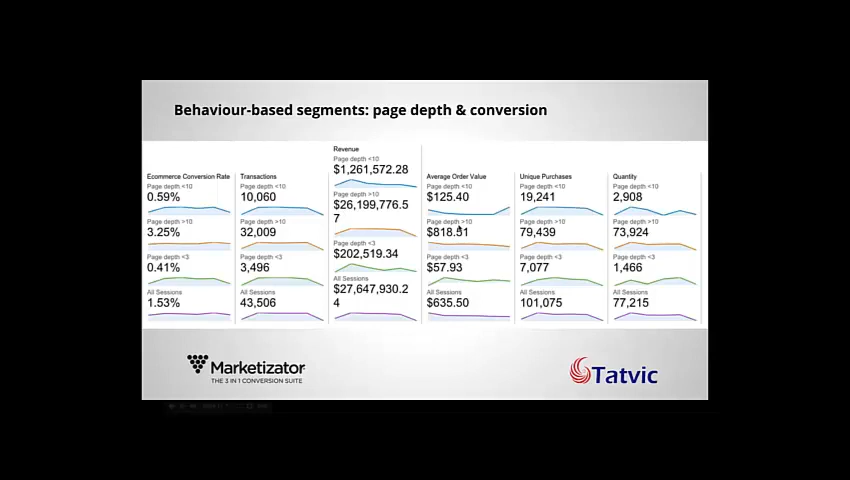 Behaviour-based segments: page depth & conversion
Ecommerce Conversion Rate
Page depth <10
0.59%
Page depth >10
3.25%
Page depth <3
0.41%
All Sessions
1.53%
Transactions
Page depth <10
10,060
Page depth >10
32,009
Page depth <3
3,496
All Sessions
43,506
Revenue
Page depth <10
$1,261,572.28
Page depth >10
$26,199,776.5
7
Page depth <3
$202,519.34
All Sessions
$27,647,930.2
4
Average Order Value
Page depth <10
$125.40
Page depth >10
$818.51
Page depth <3
$57.93
All Sessions
$635.50
Unique Purchases
Page depth <10
19,241
Page depth >10
79,439
Page depth <3
7,077
All Sessions
101,075
Quantity
Page depth <10
2,908
Page depth >10
73,924
Page depth <3
1,466
All Sessions
77,215
Marketizator
THE 3 IN 1 CONVERSION SUITE
Tatvic